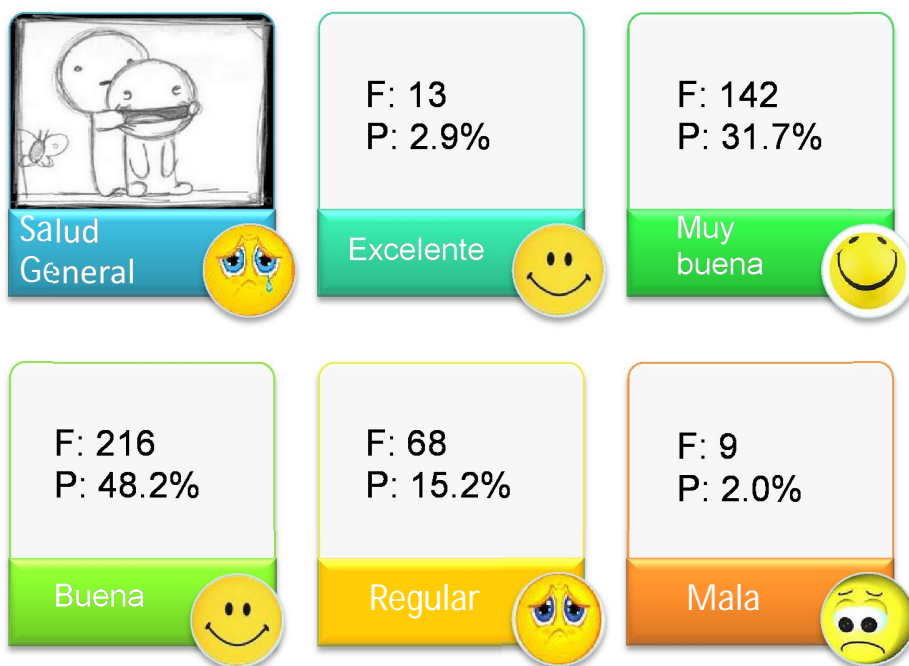 Salud
General
F: 13
P: 2.9%
Excelente
F: 142
P: 31.7%
Muy
buena
F: 216
P: 48.2%
Buena
F: 68
P: 15.2%
Regular
F: 9
P: 2.0%
Mala